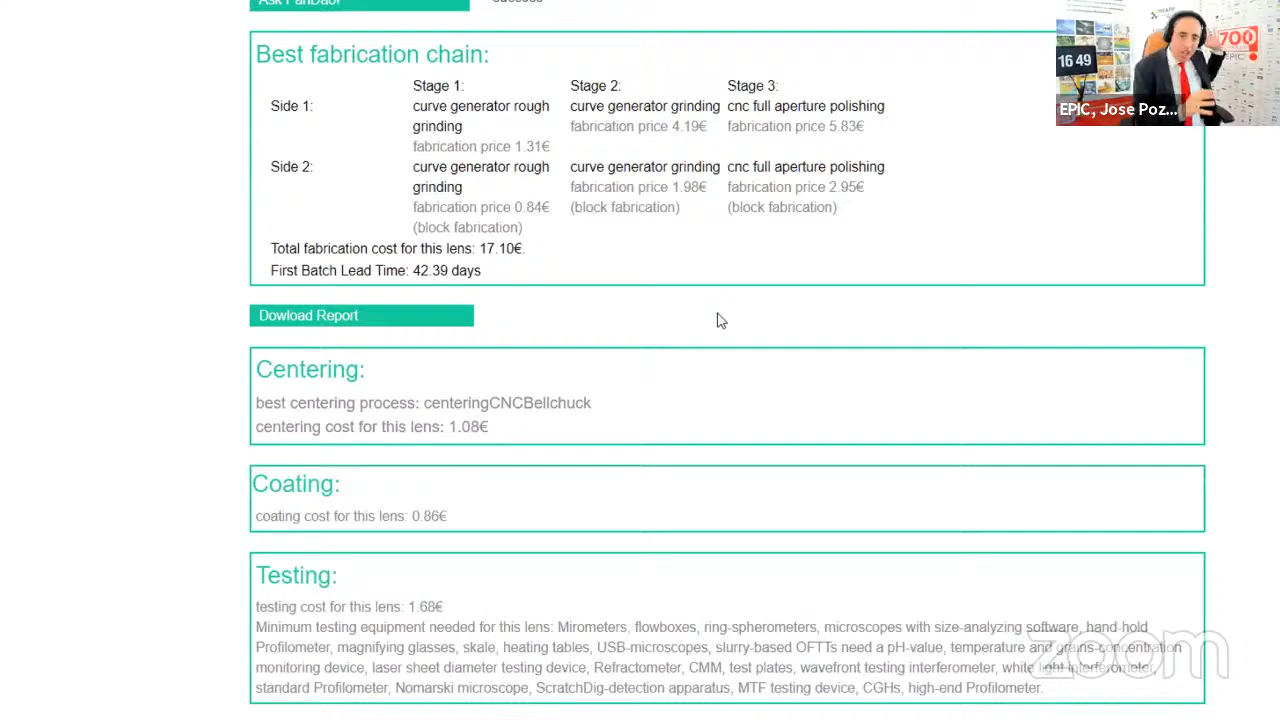 Ask PanDao! Success
Best fabrication chain:
Stage 1: Stage 2: Stage 3:
Side 1: curve generator rough grinding curve generator grinding cnc full aperture polishing
fabrication price 1.31€ fabrication price 4.19€ fabrication price 5.83€
Side 2: curve generator rough grinding curve generator grinding cnc full aperture polishing
fabrication price 0.84€ fabrication price 1.98€ fabrication price 2.95€
(block fabrication) (block fabrication) (block fabrication)
Total fabrication cost for this lens: 17.10€.
First Batch Lead Time: 42.39 days
Dowload Report
Centering:
best centering process: centeringCNCBellchuck
centering cost for this lens: 1.08€
Coating:
coating cost for this lens: 0.86€
Testing:
testing cost for this lens: 1.68€
Minimum testing equipment needed for this lens: Mirometers, flowboxes, ring-spherometers, microscopes with size-analyzing software, hand-hold
Profilometer, magnifying glasses, skale, heating tables, USB-microscopes, slurry-based OFTTs need a pH-value, temperature and grains-concentration
monitoring device, laser sheet diameter testing device, Refractometer, CMM, test plates, wavefront testing interferometer, white light interferometer,
standard Profilometer, Nomarski microscope, ScratchDig-detection apparatus, MTF testing device, CGHs, high-end Profilometer.
16 49
700
EPIC
EPIC, Jose Poz...
zoom